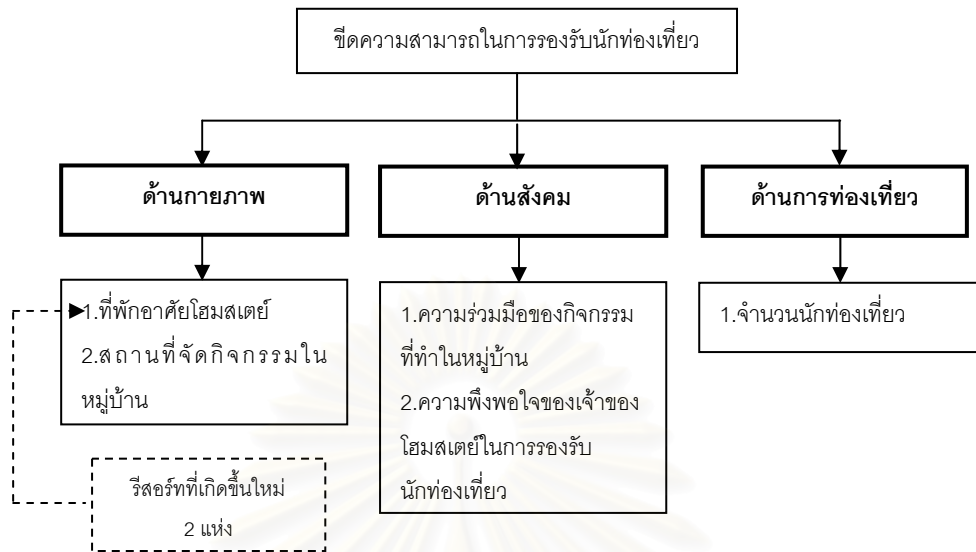 ขีดความสามารถในการรองรับนักท่องเที่ยว
ด้านกายภาพ
ด้านสังคม
ด้านการท่องเที่ยว
1.ที่พักอาศัยโฮมสเตย์
2.สถานที่จัดกิจกรรมใน
หมู่บ้าน
1.ความร่วมมือของกิจกรรม
ที่ทำในหมู่บ้าน
2.ความพึงพอใจของเจ้าของ
โฮมสเตย์ในการรองรับ
นักท่องเที่ยว
1.จำนวนนักท่องเที่ยว
รีสอร์ทที่เกิดขึ้นใหม่
2 แห่ง